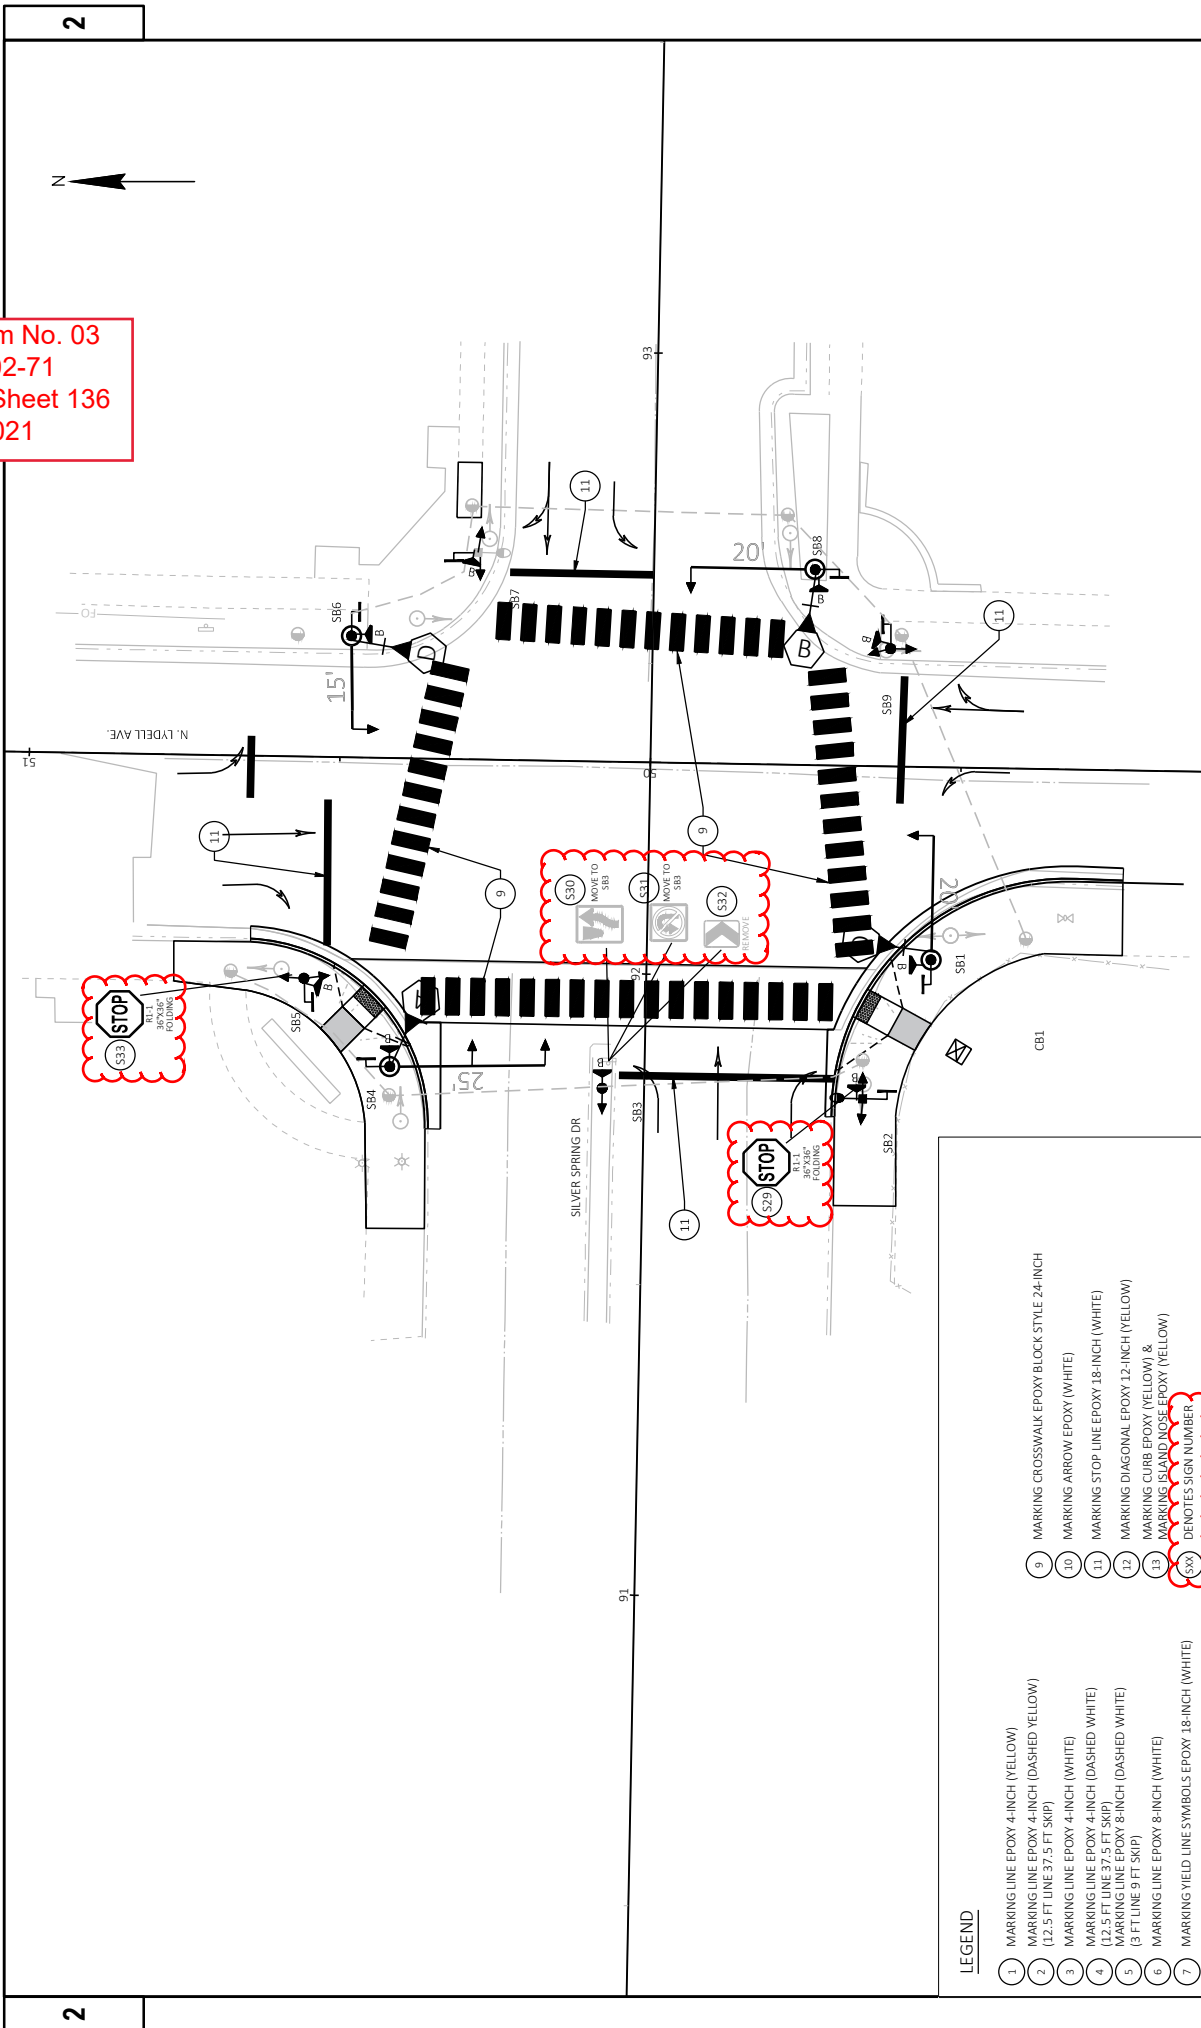 2
N
m No. 03
02-71
Sheet 136
021
93
11
20'
SB8
SB7
B
B
SB6
B
D
15'
FO
N. LYDELL AVE.
51
50
B
B
SB9
11
11
9
9
S30
MOVE TO
SB3
S31
MOVE TO
SB3
S32
REMOVE
92
20'
B
SB1
STOP
R1-1
36"X36"
FOLDING
S33
SB5
B
A
B
SB4
25'
B
SB3
SILVER SPRING DR
11
STOP
R1-1
36"X36"
FOLDING
S29
B
SB2
CB1
91
LEGEND
1 MARKING LINE EPOXY 4-INCH (YELLOW)
2 MARKING LINE EPOXY 4-INCH (DASHED YELLOW)
(12.5 FT LINE 37.5 FT SKIP)
3 MARKING LINE EPOXY 4-INCH (WHITE)
4 MARKING LINE EPOXY 4-INCH (DASHED WHITE)
(12.5 FT LINE 37.5 FT SKIP)
5 MARKING LINE EPOXY 8-INCH (DASHED WHITE)
(3 FT LINE 9 FT SKIP)
6 MARKING LINE EPOXY 8-INCH (WHITE)
7 MARKING YIELD LINE SYMBOLS EPOXY 18-INCH (WHITE)
9 MARKING CROSSWALK EPOXY BLOCK STYLE 24-INCH
10 MARKING ARROW EPOXY (WHITE)
11 MARKING STOP LINE EPOXY 18-INCH (WHITE)
12 MARKING DIAGONAL EPOXY 12-INCH (YELLOW)
13 MARKING CURB EPOXY (YELLOW) &
MARKING ISLAND NOSE EPOXY (YELLOW)
SXX DENOTES SIGN NUMBER
2